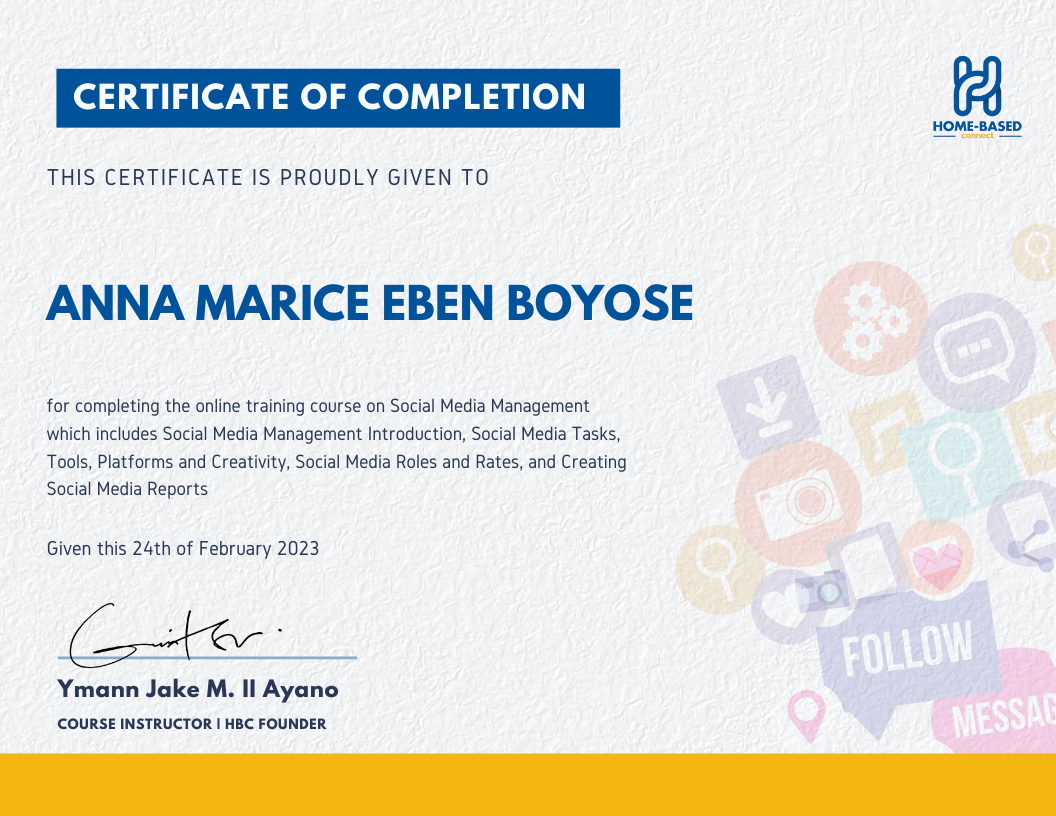 CERTIFICATE OF COMPLETION
HOME-BASED
connect
THIS CERTIFICATE IS PROUDLY GIVEN TO
ANNA MARICE EBEN BOYOSE
for completing the online training course on Social Media Management
which includes Social Media Management Introduction, Social Media Tasks,
Tools, Platforms and Creativity, Social Media Roles and Rates, and Creating
Social Media Reports
Given this 24th of February 2023
FOLLOW
MESSAG
Ymann Jake M. II Ayano
COURSE INSTRUCTOR | HBC FOUNDER